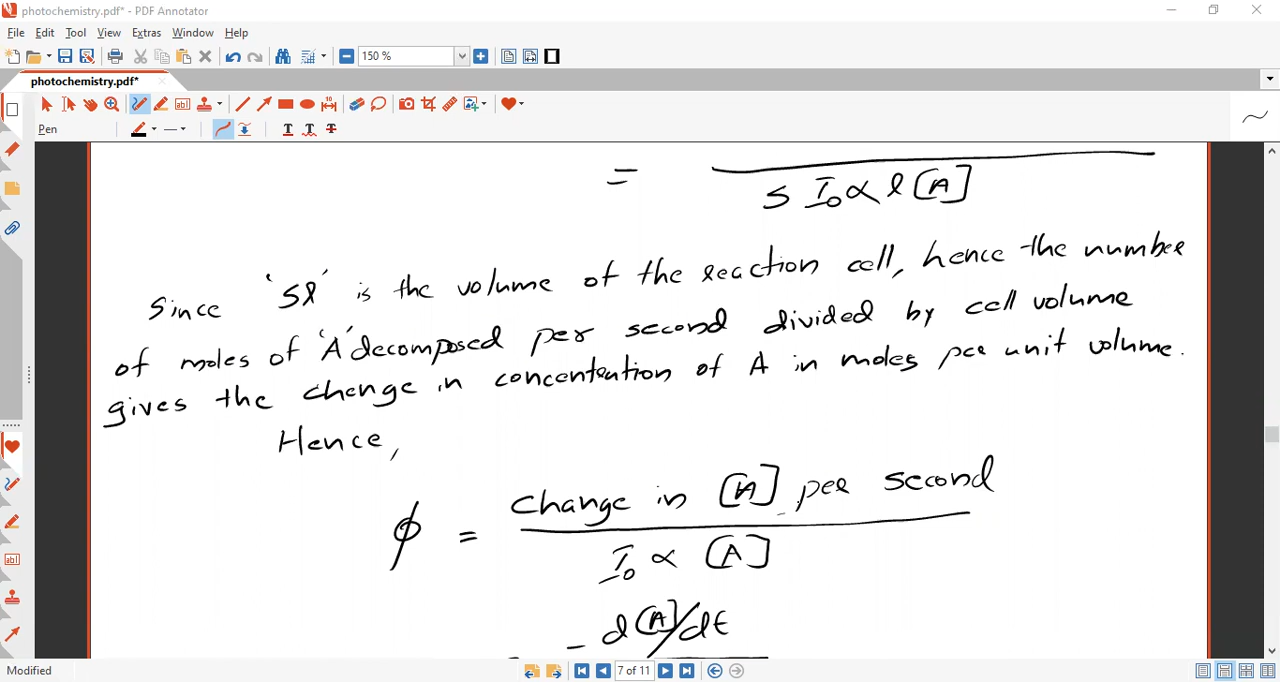 photochemistry.pdf* - PDF Annotator
File Edit Tool View Extras Window Help
150 %
photochemistry.pdf*
Pen
=
S I₀ ∝ l [A]
Since 'Sl' is the volume of the reaction cell, hence the number
of moles of 'A' decomposed per second divided by cell volume
gives the change in concentration of A in moles per unit volume.
Hence,
ϕ = Change in [A] per second
I₀ ∝ [A]
- d[A]/dt
Modified
7 of 11